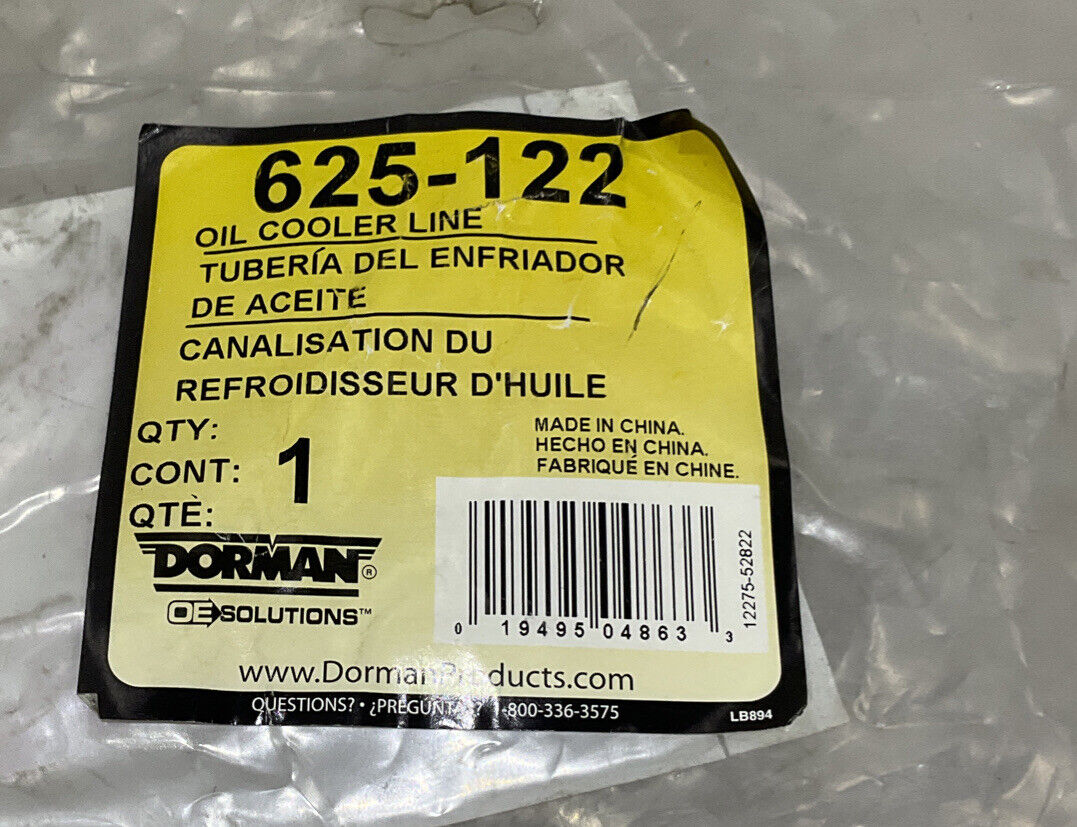 625-122
OIL COOLER LINE
TUBERÍA DEL ENFRIADOR
DE ACEITE
CANALISATION DU
REFROIDISSEUR D'HUILE
QTY:
CONT: 1
QTÈ:
MADE IN CHINA.
HECHO EN CHINA.
FABRIQUÉ EN CHINE.
DORMAN®
OE SOLUTIONS™
0 19495 04863 3
12275-52822
www.DormanProducts.com
QUESTIONS? • ¿PREGUNTAS? 1-800-336-3575
LB894